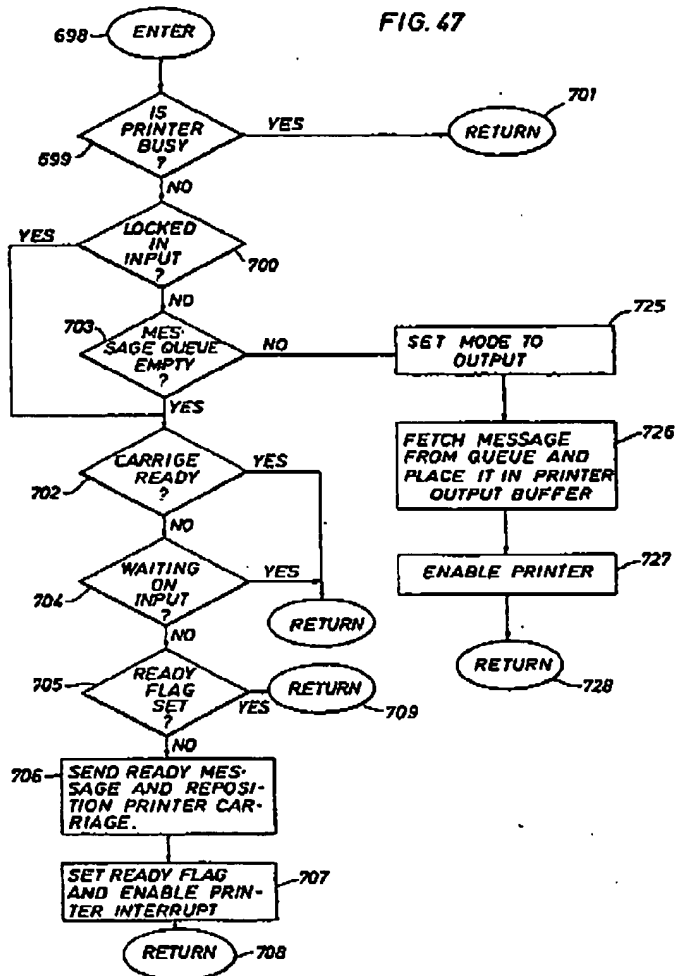 FIG. 47
698
ENTER
IS
PRINTER
BUSY
?
699
YES
701
RETURN
NO
YES
LOCKED
IN
INPUT
?
700
NO
703
MES-
SAGE QUEUE
EMPTY
?
NO
YES
725
SET MODE TO
OUTPUT
726
FETCH MESSAGE
FROM QUEUE AND
PLACE IT IN PRINTER
OUTPUT BUFFER
727
ENABLE PRINTER
RETURN
728
CARRIGE
READY
?
702
YES
NO
WAITING
ON
INPUT
?
704
YES
RETURN
NO
705
READY
FLAG
SET
?
YES
RETURN
709
NO
706
SEND READY MES-
SAGE AND REPOSI-
TION PRINTER CAR-
RIAGE.
SET READY FLAG
AND ENABLE PRIN-
TER INTERRUPT
707
RETURN
708